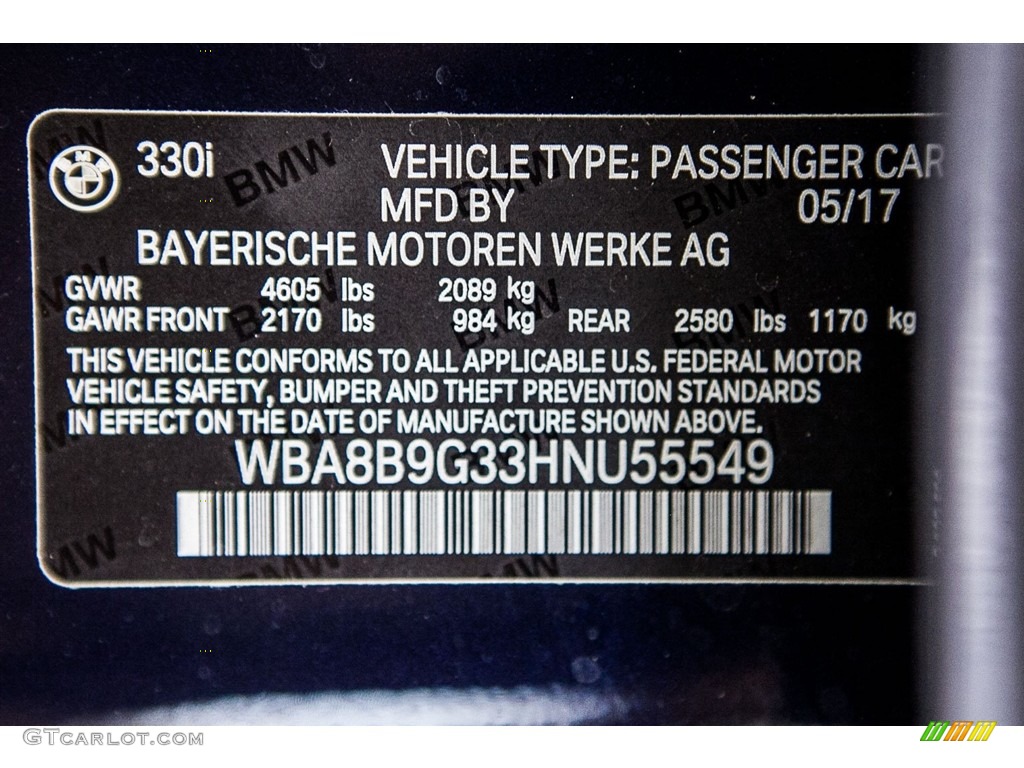 330i VEHICLE TYPE: PASSENGER CAR
MFD BY 05/17
BAYERISCHE MOTOREN WERKE AG
GVWR 4605 lbs 2089 kg
GAWR FRONT 2170 lbs 984 kg REAR 2580 lbs 1170 kg
THIS VEHICLE CONFORMS TO ALL APPLICABLE U.S. FEDERAL MOTOR
VEHICLE SAFETY, BUMPER AND THEFT PREVENTION STANDARDS
IN EFFECT ON THE DATE OF MANUFACTURE SHOWN ABOVE.
WBA8B9G33HNU55549
GTCARLOT.COM